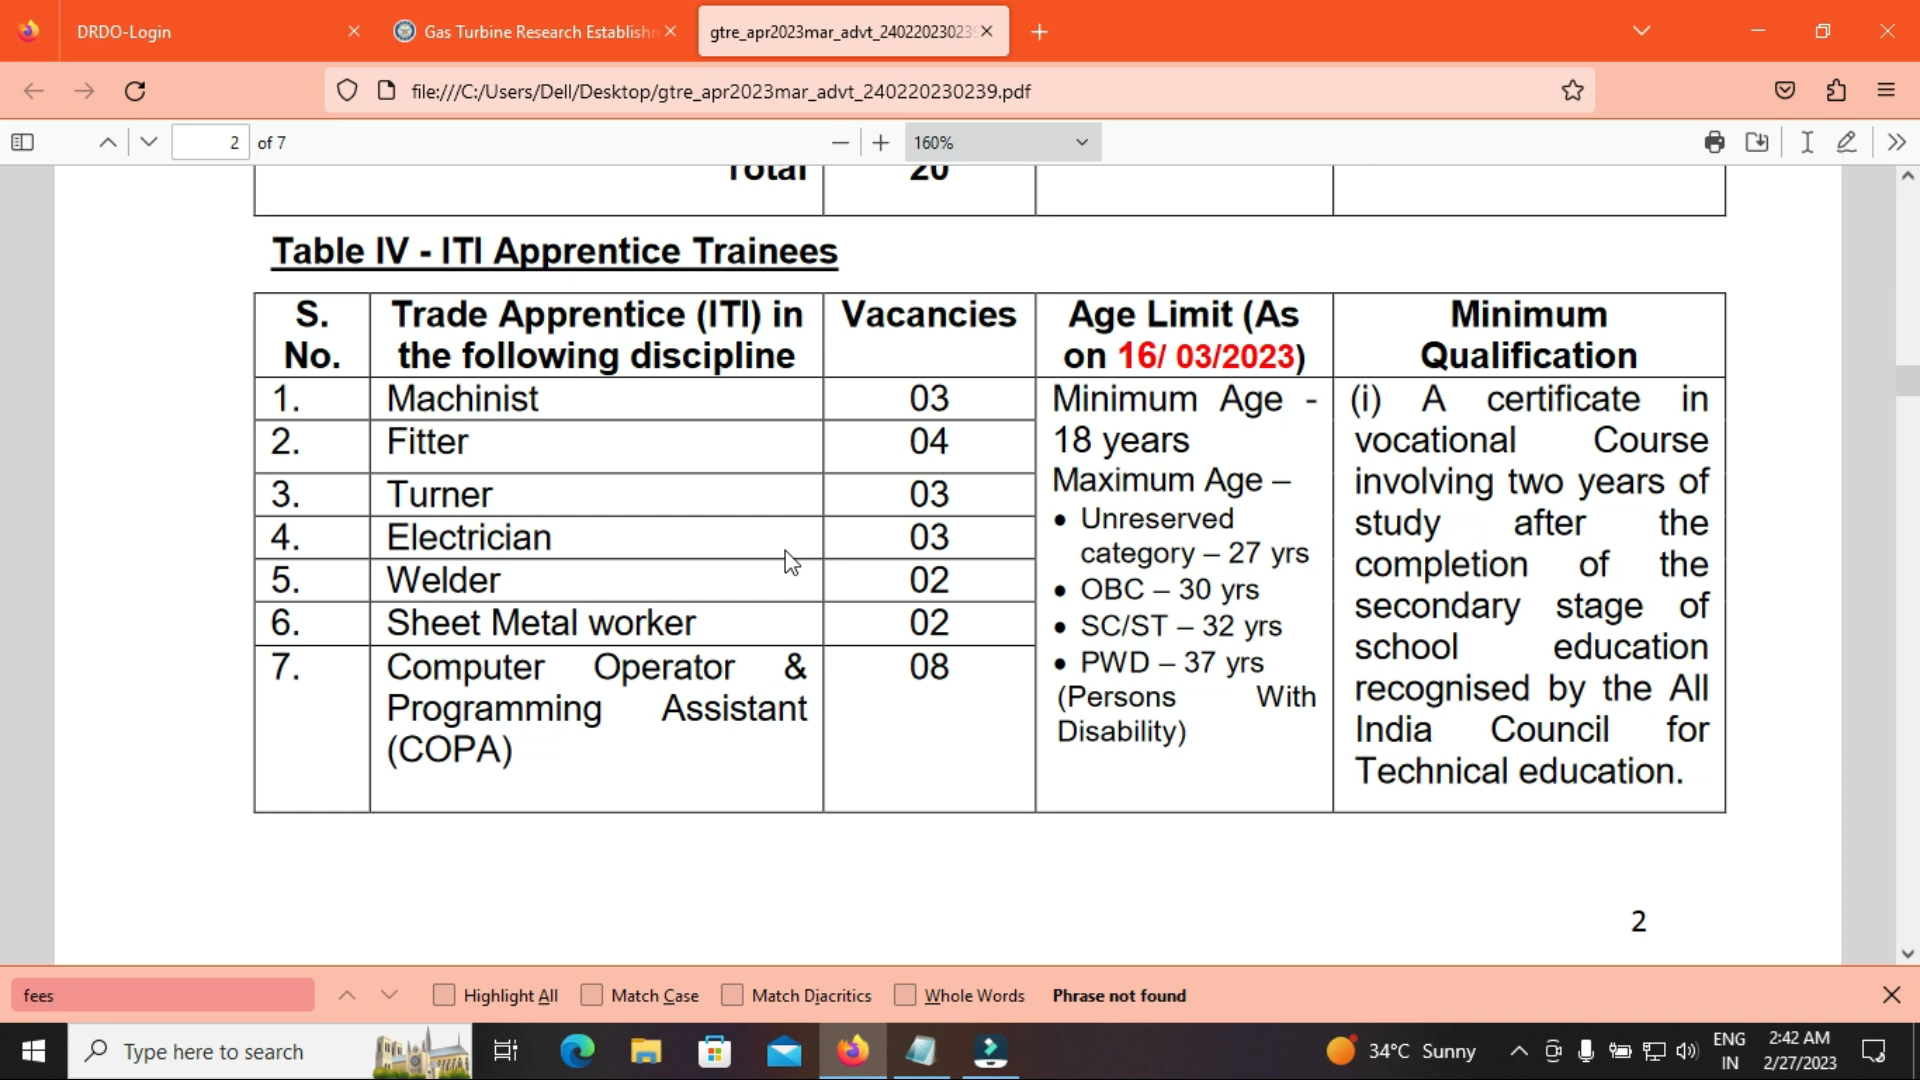 DRDO-Login
Gas Turbine Research Establishm
gtre_apr2023mar_advt_24022023023
file:///C:/Users/Dell/Desktop/gtre_apr2023mar_advt_240220230239.pdf
2 of 7
160%
Total 20
Table IV - ITI Apprentice Trainees
S. No.
Trade Apprentice (ITI) in
the following discipline
Vacancies
Age Limit (As
on 16/ 03/2023)
Minimum
Qualification
1. Machinist 03
2. Fitter 04
3. Turner 03
4. Electrician 03
5. Welder 02
6. Sheet Metal worker 02
7. Computer Operator & 08
Programming Assistant
(COPA)
Minimum Age -
18 years
Maximum Age –
• Unreserved
category – 27 yrs
• OBC – 30 yrs
• SC/ST – 32 yrs
• PWD – 37 yrs
(Persons With
Disability)
(i) A certificate in
vocational Course
involving two years of
study after the
completion of the
secondary stage of
school education
recognised by the All
India Council for
Technical education.
2
fees
Highlight All
Match Case
Match Diacritics
Whole Words
Phrase not found
Type here to search
34°C Sunny
ENG
IN
2:42 AM
2/27/2023